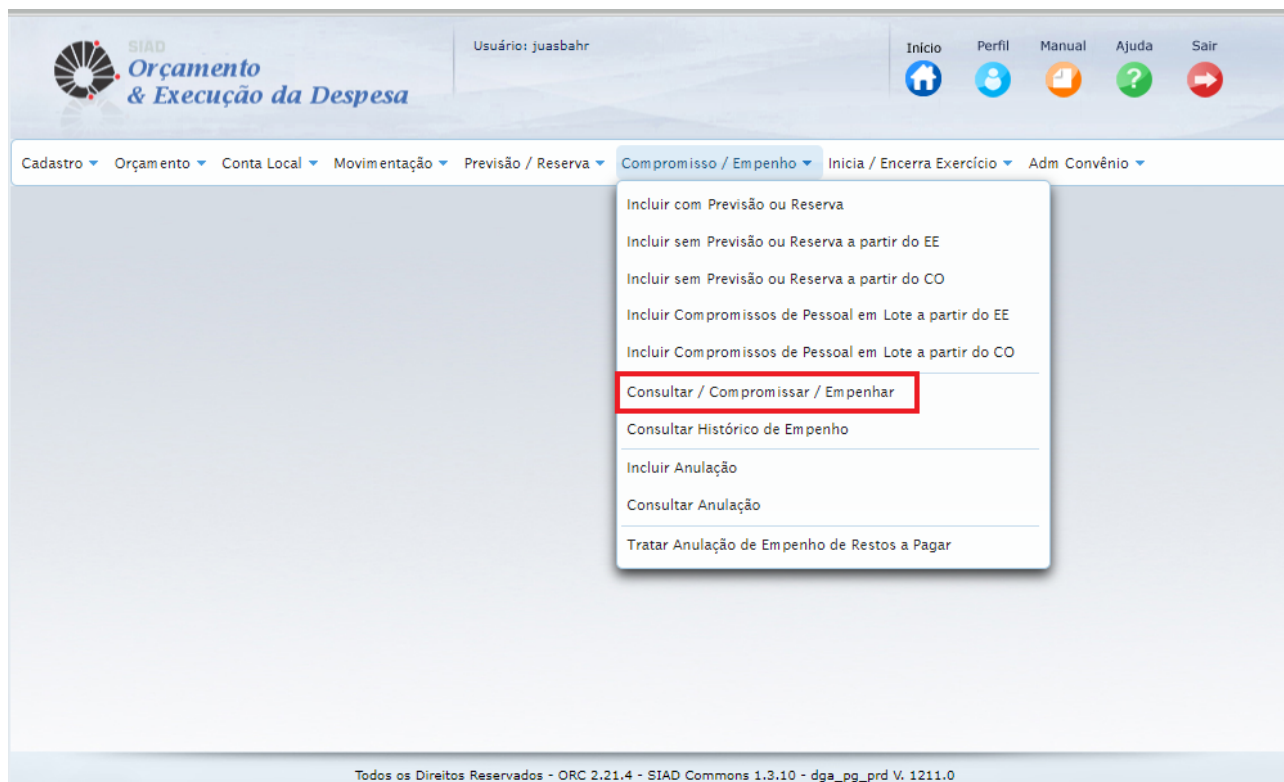 SIAD
Orçamento
& Execução da Despesa
Usuário: juasbahr
Início Perfil Manual Ajuda Sair
Cadastro Orçamento Conta Local Movimentação Previsão / Reserva Compromisso / Empenho Inicia / Encerra Exercício Adm Convênio
Incluir com Previsão ou Reserva
Incluir sem Previsão ou Reserva a partir do EE
Incluir sem Previsão ou Reserva a partir do CO
Incluir Compromissos de Pessoal em Lote a partir do EE
Incluir Compromissos de Pessoal em Lote a partir do CO
Consultar / Compromissar / Empenhar
Consultar Histórico de Empenho
Incluir Anulação
Consultar Anulação
Tratar Anulação de Empenho de Restos a Pagar
Todos os Direitos Reservados - ORC 2.21.4 - SIAD Commons 1.3.10 - dga_pg_prd V. 1211.0